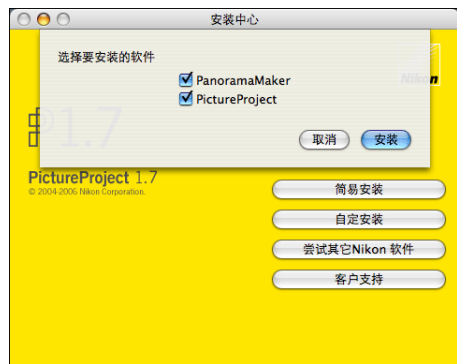 安装中心
选择要安装的软件
PanoramaMaker
PictureProject
Nikon
取消
安装
1.7
PictureProject 1.7
© 2004-2006 Nikon Corporation.
简易安装
自定安装
尝试其它Nikon 软件
客户支持